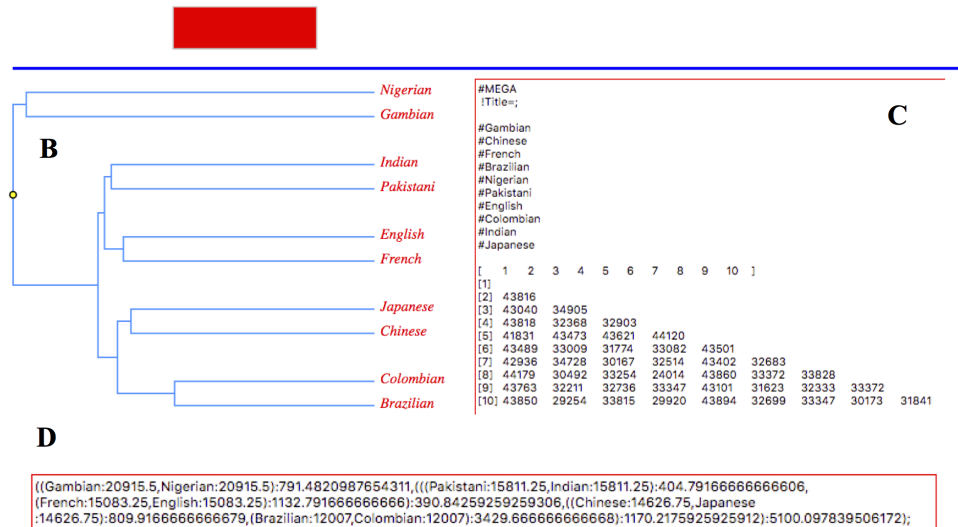 Nigerian
Gambian
B
Indian
Pakistani
English
French
Japanese
Chinese
Colombian
Brazilian
C
#MEGA
!Title=;
#Gambian
#Chinese
#French
#Brazilian
#Nigerian
#Pakistani
#English
#Colombian
#Indian
#Japanese
[ 1 2 3 4 5 6 7 8 9 10 ]
[1]
[2] 43816
[3] 43040 34905
[4] 43818 32368 32903
[5] 41831 43473 43621 44120
[6] 43489 33009 31774 33082 43501
[7] 42936 34728 30167 32514 43402 32683
[8] 44179 30492 33254 24014 43860 33372 33828
[9] 43763 32211 32736 33347 43101 31623 32333 33372
[10] 43850 29254 33815 29920 43894 32699 33347 30173 31841
D
((Gambian:20915.5,Nigerian:20915.5):791.4820987654311,(((Pakistani:15811.25,Indian:15811.25):404.79166666666606,
(French:15083.25,English:15083.25):1132.791666666666):390.84259259259306,((Chinese:14626.75,Japanese
:14626.75):809.9166666666679,(Brazilian:12007,Colombian:12007):3429.666666666668):1170.2175925925912):5100.097839506172);